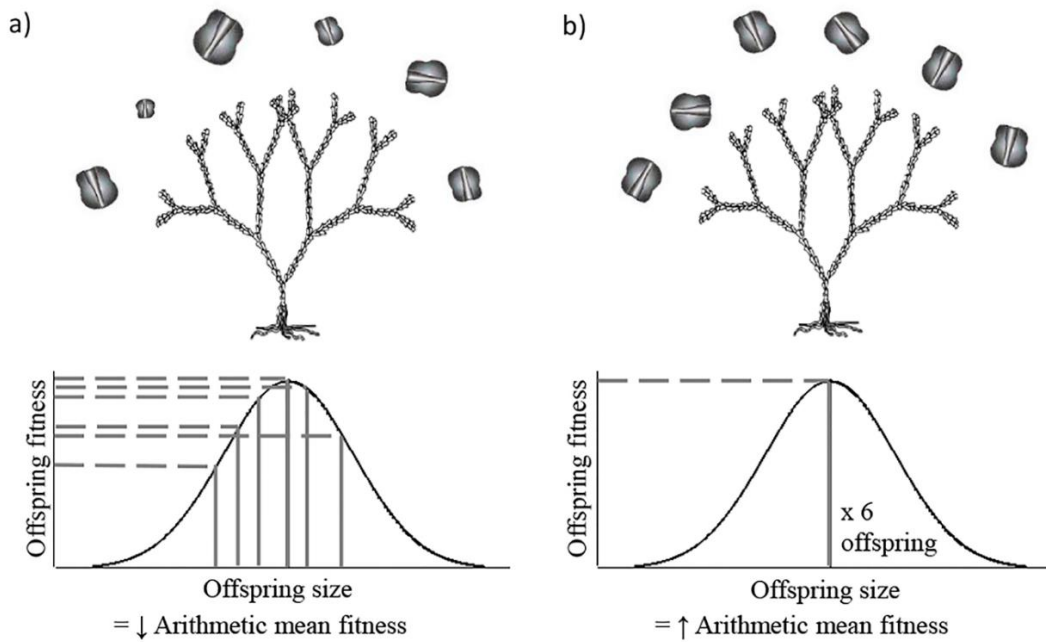 a)
Offspring fitness
Offspring size
= ↓ Arithmetic mean fitness
b)
Offspring fitness
x 6
offspring
Offspring size
= ↑ Arithmetic mean fitness